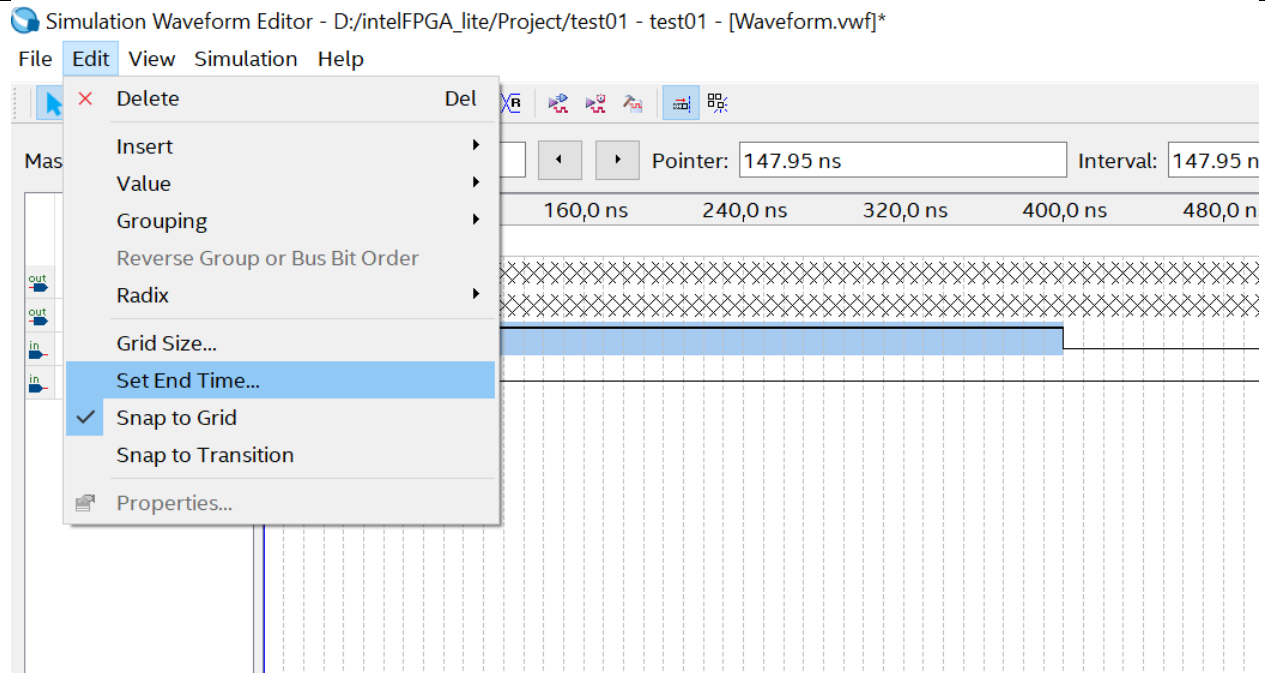 Simulation Waveform Editor - D:/intelFPGA_lite/Project/test01 - test01 - [Waveform.vwf]*
File Edit View Simulation Help
Delete Del
Insert
Value
Grouping
Reverse Group or Bus Bit Order
Radix
Grid Size...
Set End Time...
Snap to Grid
Snap to Transition
Properties...
R
Mas
Pointer: 147.95 ns Interval: 147.95 n
160,0 ns 240,0 ns 320,0 ns 400,0 ns 480,0 n
out
out
in
in